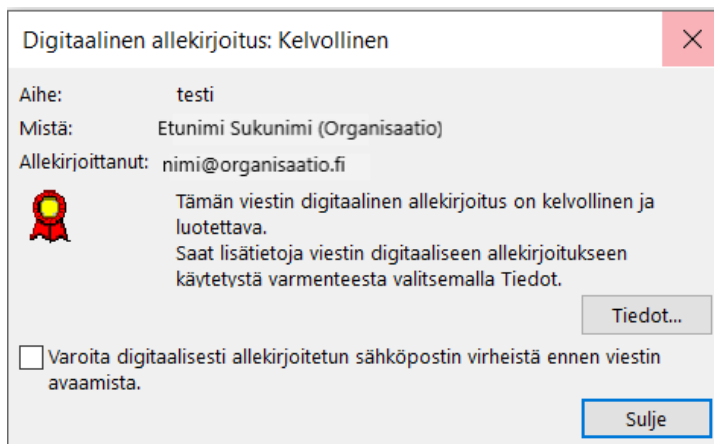 Digitaalinen allekirjoitus: Kelvollinen
Aihe: testi
Mistä: Etunimi Sukunimi (Organisaatio)
Allekirjoittanut: nimi@organisaatio.fi
Tämän viestin digitaalinen allekirjoitus on kelvollinen ja
luotettava.
Saat lisätietoja viestin digitaaliseen allekirjoitukseen
käytetystä varmenteesta valitsemalla Tiedot.
Tiedot...
Varoita digitaalisesti allekirjoitetun sähköpostin virheistä ennen viestin
avaamista.
Sulje